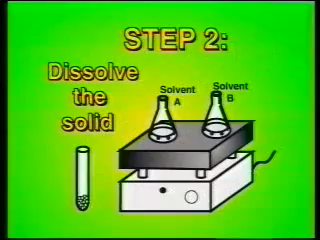 STEP 2:
Dissolve
the
solid
Solvent
A
Solvent
B